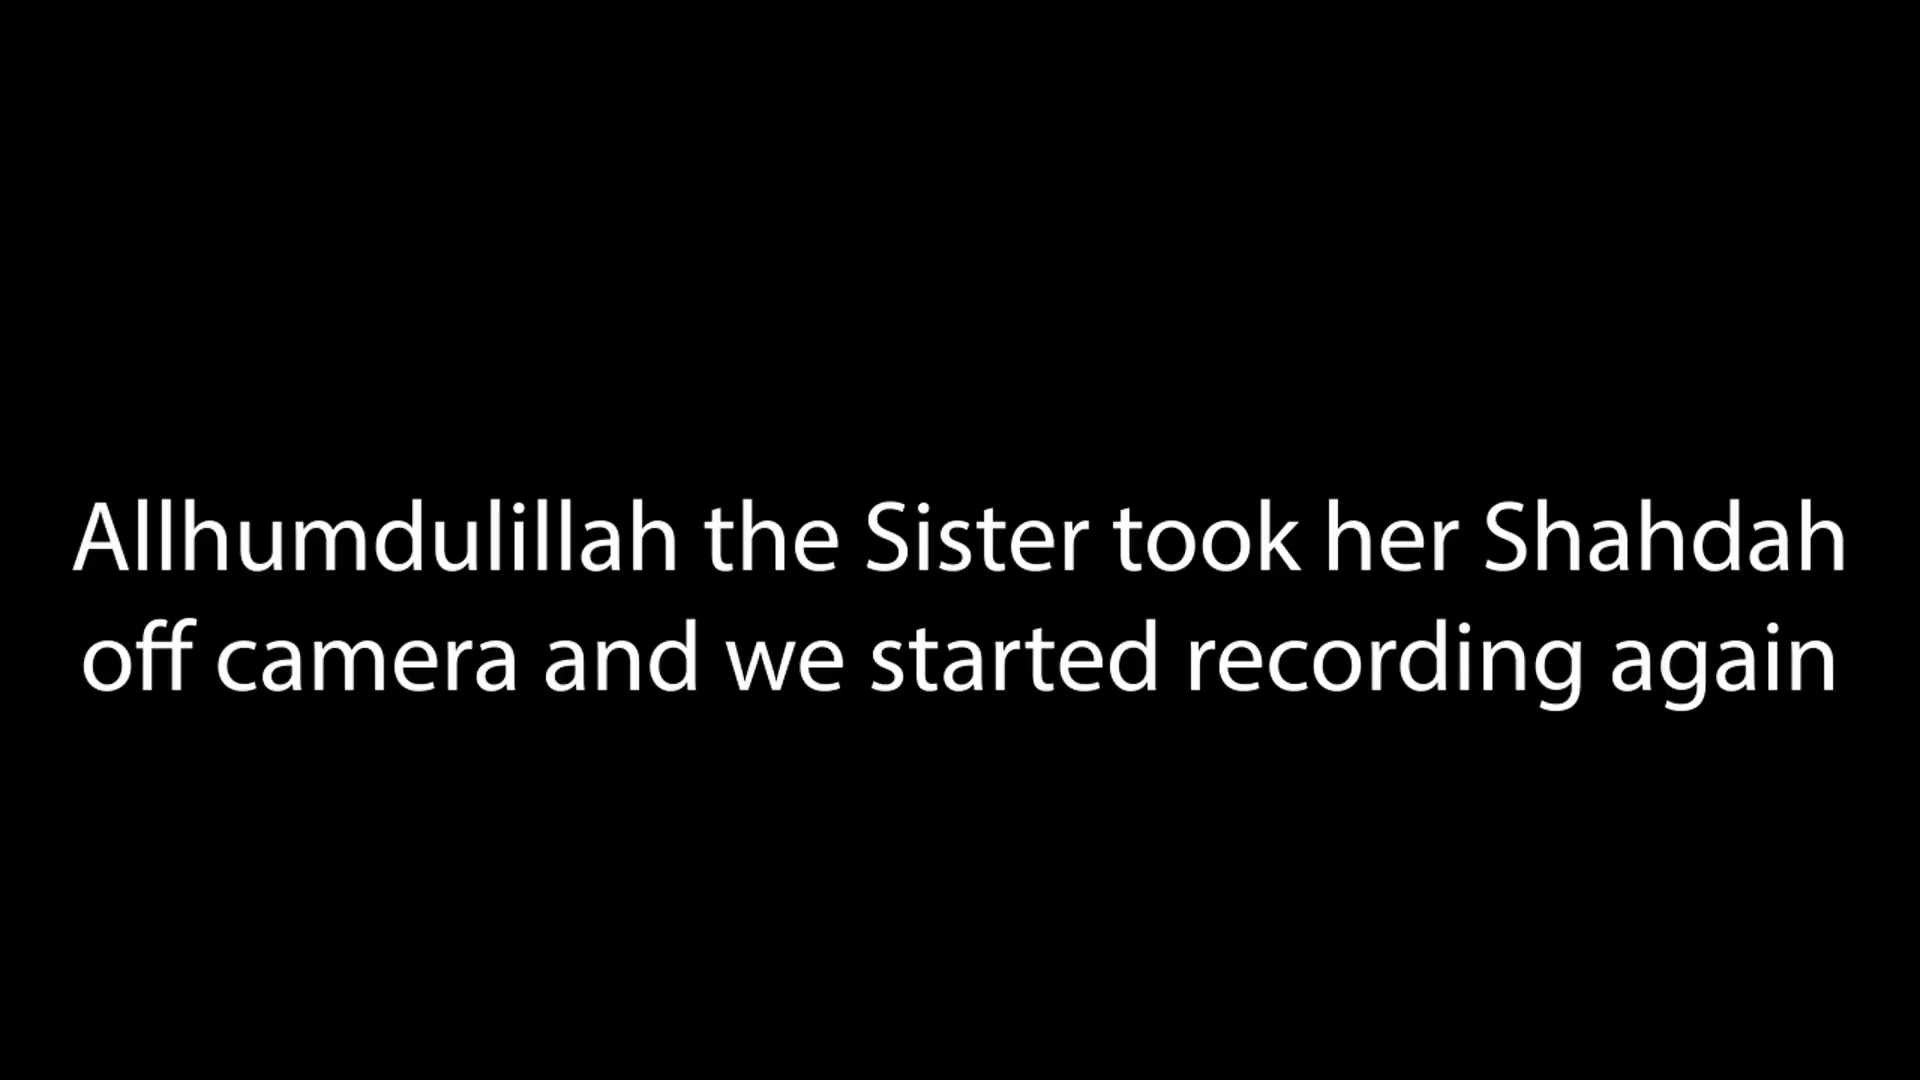 Allhumdulillah the Sister took her Shahdah
off camera and we started recording again